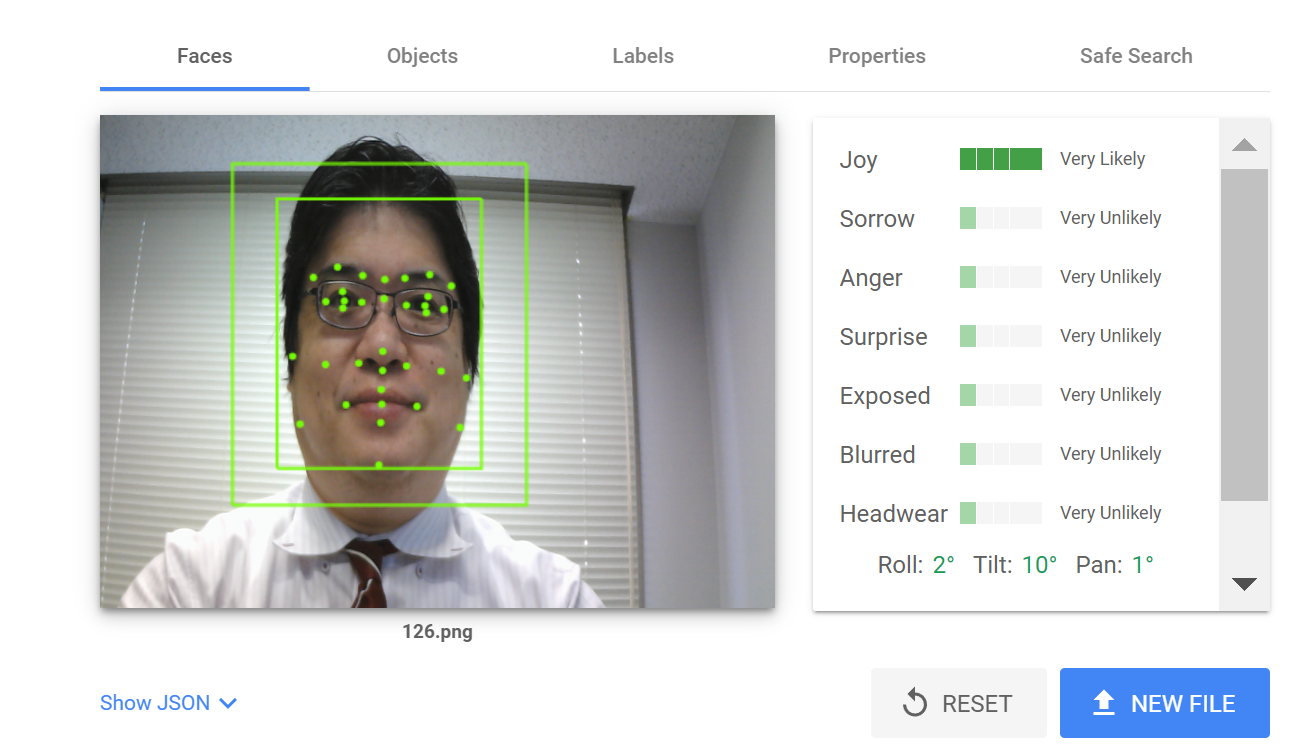 Faces Objects Labels Properties Safe Search
Joy Very Likely
Sorrow Very Unlikely
Anger Very Unlikely
Surprise Very Unlikely
Exposed Very Unlikely
Blurred Very Unlikely
Headwear Very Unlikely
Roll: 2° Tilt: 10° Pan: 1°
126.png
Show JSON
RESET
NEW FILE